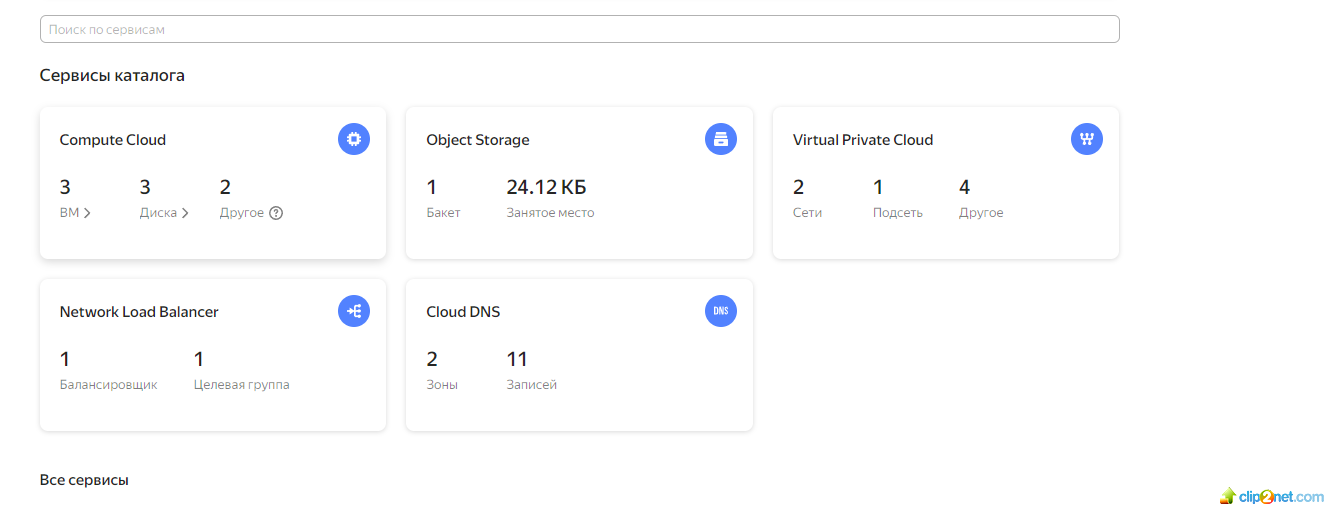 Поиск по сервисам
Сервисы каталога
Compute Cloud
3 3 2
ВМ Диска Другое
Object Storage
1 24.12 КБ
Бакет Занятое место
Virtual Private Cloud
2 1 4
Сети Подсеть Другое
Network Load Balancer
1 1
Балансировщик Целевая группа
Cloud DNS
DNS
2 11
Зоны Записей
Все сервисы
clip2net.com